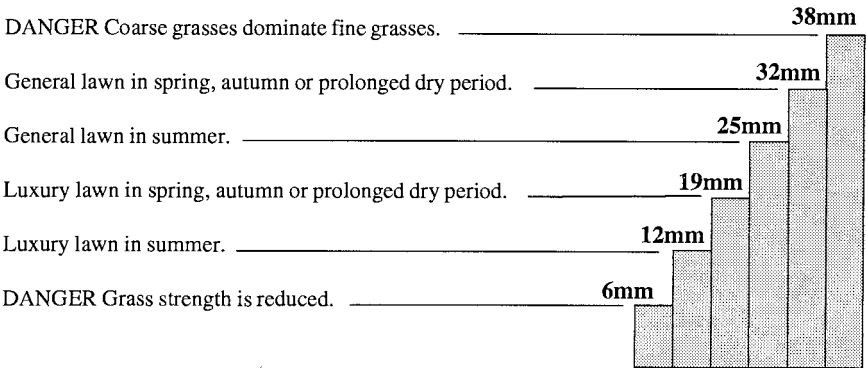 38mm
DANGER Coarse grasses dominate fine grasses.
32mm
General lawn in spring, autumn or prolonged dry period.
25mm
General lawn in summer.
19mm
Luxury lawn in spring, autumn or prolonged dry period.
12mm
Luxury lawn in summer.
6mm
DANGER Grass strength is reduced.